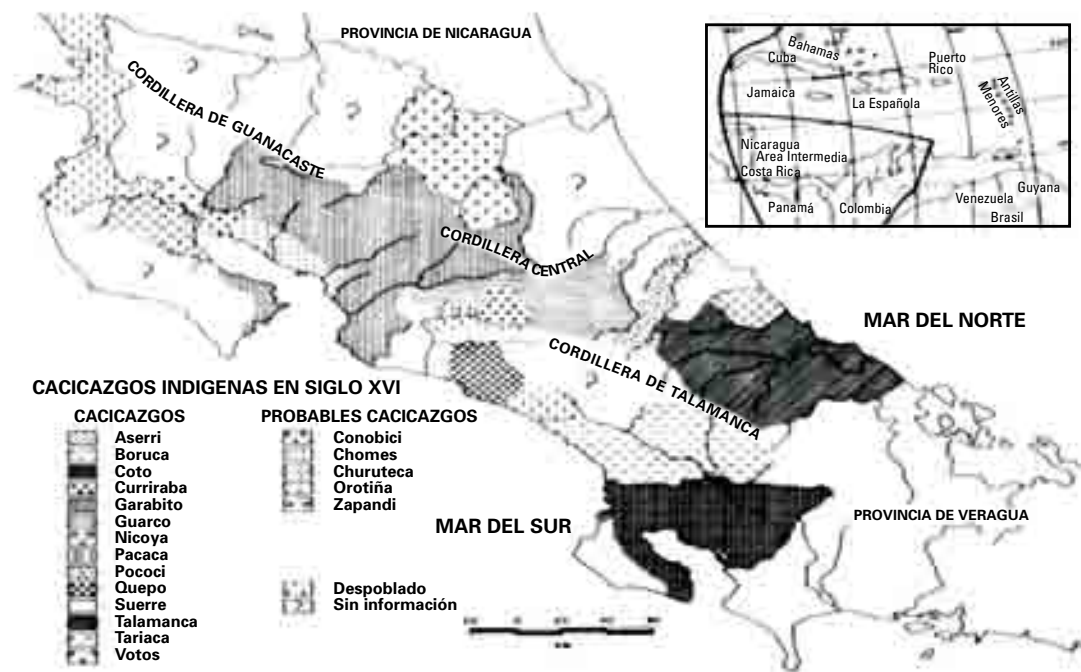 PROVINCIA DE NICARAGUA
CORDILLERA DE GUANACASTE
CORDILLERA CENTRAL
CORDILLERA DE TALAMANCA
MAR DEL NORTE
MAR DEL SUR
PROVINCIA DE VERAGUA
Bahamas
Cuba
Puerto
Rico
Jamaica
La Española
Antillas
Menores
Nicaragua
Area Intermedia
Costa Rica
Panamá
Colombia
Venezuela
Guyana
Brasil
CACICAZGOS INDIGENAS EN SIGLO XVI
CACICAZGOS
Aserri
Boruca
Coto
Curriraba
Garabito
Guarco
Nicoya
Pacaca
Pococi
Quepo
Suerre
Talamanca
Tariaca
Votos
PROBABLES CACICAZGOS
Conobici
Chomes
Churuteca
Orotiña
Zapandi
Despoblado
Sin información
?
?
?
?
?
?
?